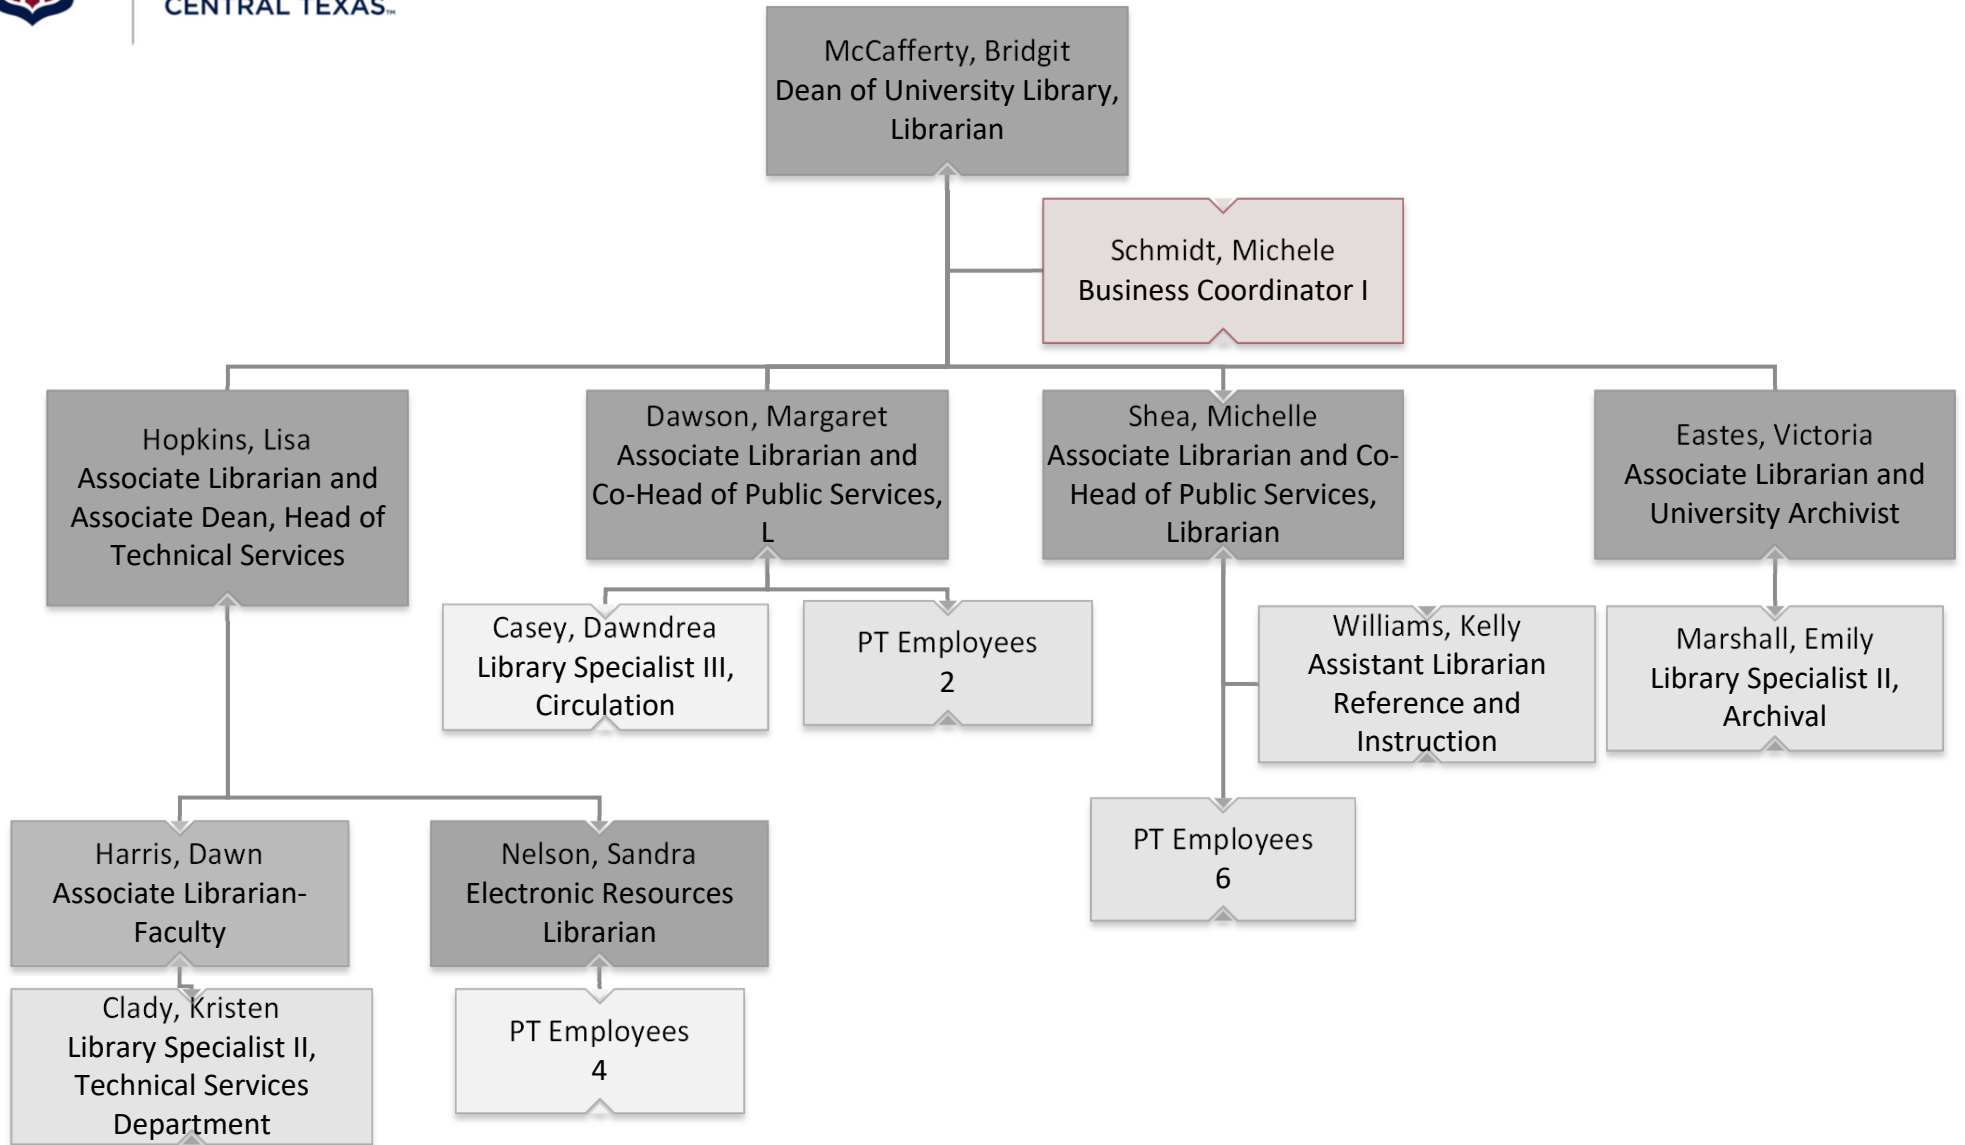 CENTRAL TEXAS™
McCafferty, Bridgit
Dean of University Library,
Librarian
Schmidt, Michele
Business Coordinator I
Hopkins, Lisa
Associate Librarian and
Associate Dean, Head of
Technical Services
Dawson, Margaret
Associate Librarian and
Co-Head of Public Services,
L
Shea, Michelle
Associate Librarian and Co-
Head of Public Services,
Librarian
Eastes, Victoria
Associate Librarian and
University Archivist
Casey, Dawndrea
Library Specialist III,
Circulation
PT Employees
2
Williams, Kelly
Assistant Librarian
Reference and
Instruction
Marshall, Emily
Library Specialist II,
Archival
Harris, Dawn
Associate Librarian-
Faculty
Nelson, Sandra
Electronic Resources
Librarian
PT Employees
6
Clady, Kristen
Library Specialist II,
Technical Services
Department
PT Employees
4